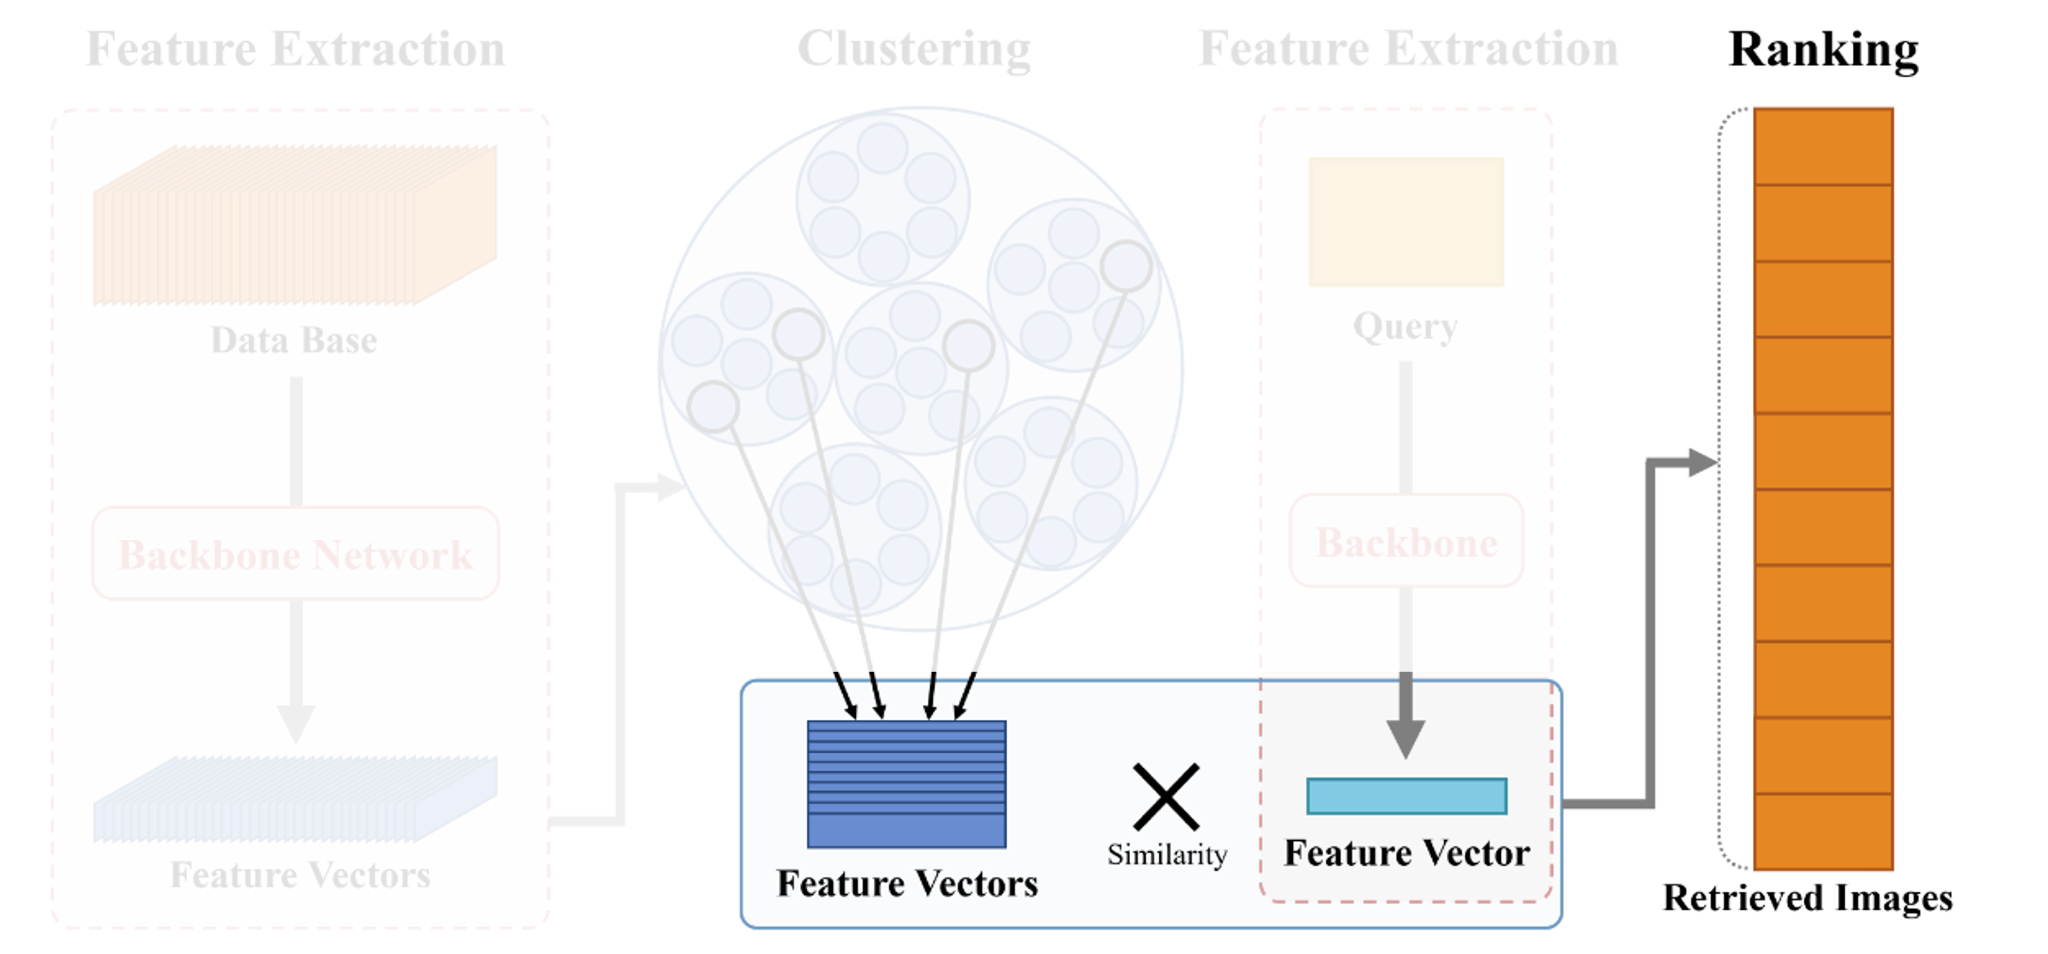 Feature Extraction
Data Base
Backbone Network
Feature Vectors
Clustering
Feature Extraction
Query
Backbone
Feature Vectors
Similarity
Feature Vector
Ranking
Retrieved Images